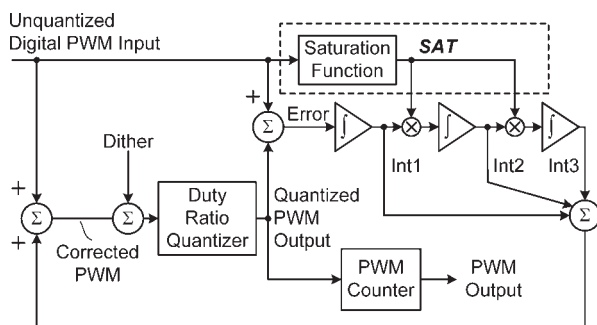 Unquantized
Digital PWM Input
Saturation
Function
SAT
+
Error
∫
∫
∫
Σ
Int1
Int2
Int3
Dither
+
Σ
Σ
Duty
Ratio
Quantizer
Quantized
PWM
Output
Σ
+
Corrected
PWM
PWM
Counter
PWM
Output